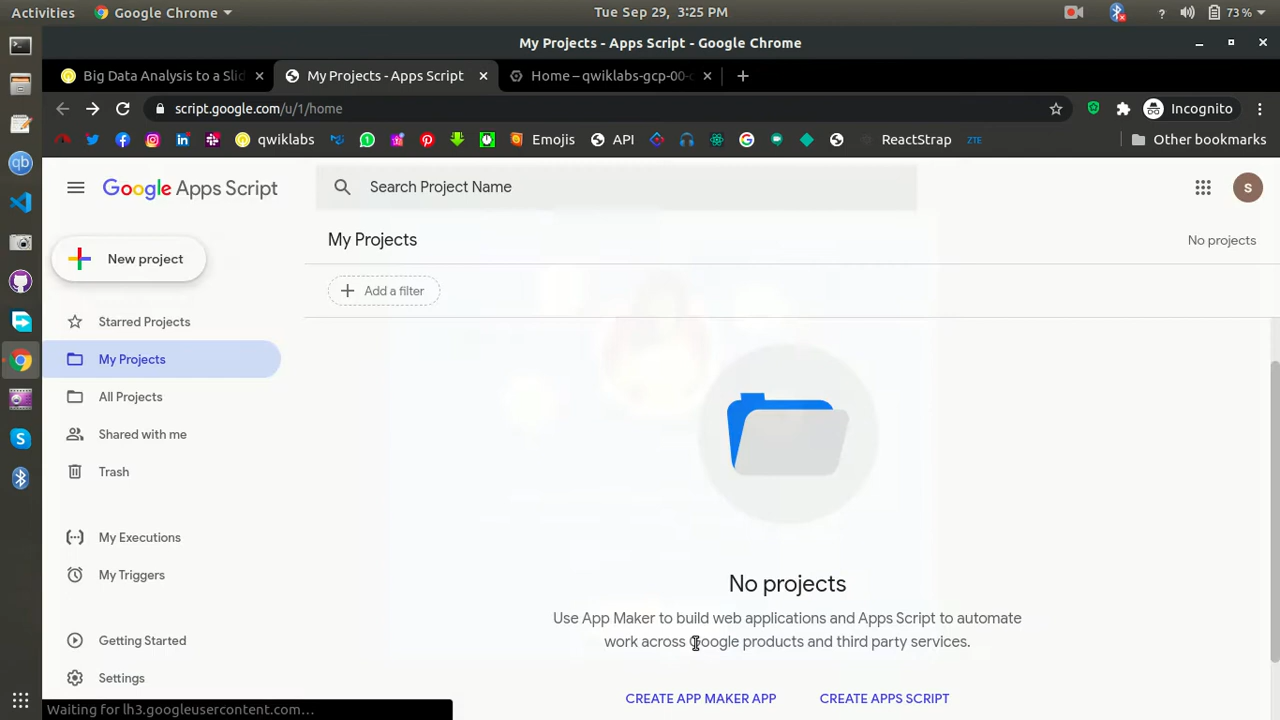 Activities
Google Chrome
Tue Sep 29, 3:25 PM
73 %
My Projects - Apps Script - Google Chrome
Big Data Analysis to a Slid
My Projects - Apps Script
Home – qwiklabs-gcp-00-c
script.google.com/u/1/home
Incognito
qwiklabs
Emojis
API
ReactStrap
ZTE
Other bookmarks
Google Apps Script
Search Project Name
S
New project
My Projects
No projects
Add a filter
Starred Projects
My Projects
All Projects
Shared with me
Trash
My Executions
My Triggers
Getting Started
Settings
No projects
Use App Maker to build web applications and Apps Script to automate
work across Google products and third party services.
CREATE APP MAKER APP
CREATE APPS SCRIPT
Waiting for lh3.googleusercontent.com...